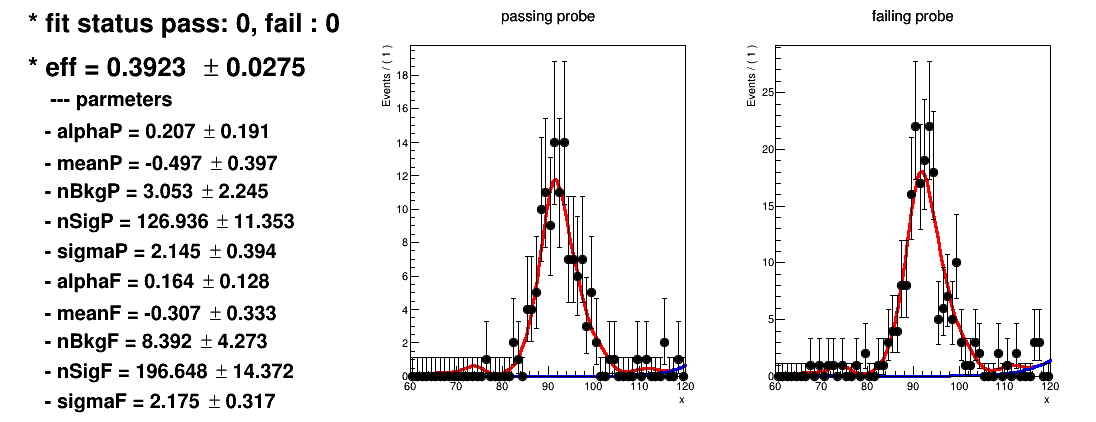 * fit status pass: 0, fail : 0
* eff = 0.3923 ± 0.0275
--- parmeters
- alphaP = 0.207 ± 0.191
- meanP = -0.497 ± 0.397
- nBkgP = 3.053 ± 2.245
- nSigP = 126.936 ± 11.353
- sigmaP = 2.145 ± 0.394
- alphaF = 0.164 ± 0.128
- meanF = -0.307 ± 0.333
- nBkgF = 8.392 ± 4.273
- nSigF = 196.648 ± 14.372
- sigmaF = 2.175 ± 0.317
passing probe
Events / ( 1 )
18
16
14
12
10
8
6
4
2
0
60 70 80 90 100 110 120
x
failing probe
Events / ( 1 )
25
20
15
10
5
0
60 70 80 90 100 110 120
x